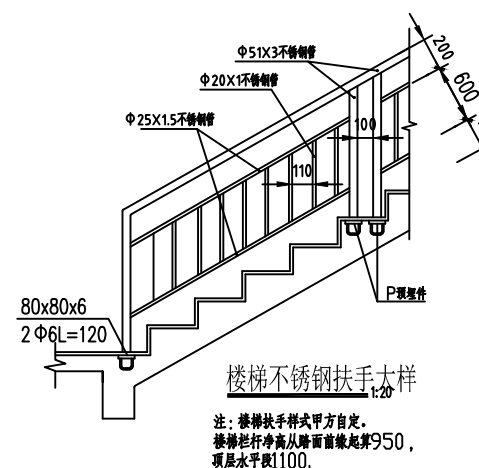 Φ51X3不锈钢管
Φ20X1不锈钢管
Φ25X1.5不锈钢管
200
600
100
110
P预埋件
80x80x6
2Φ6L=120
楼梯不锈钢扶手大样
1:20
注：楼梯扶手样式甲方自定。
楼梯栏杆净高从踏面前缘起算950，
顶层水平段1100.